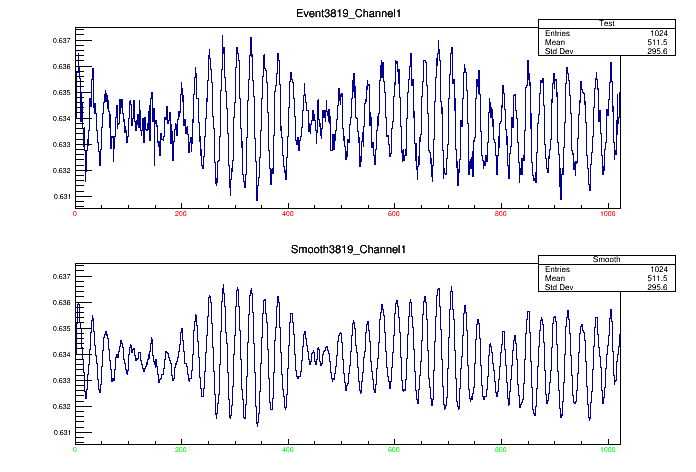 Event3819_Channel1
Test
Entries 1024
Mean 511.5
Std Dev 295.6
0.637
0.636
0.635
0.634
0.633
0.632
0.631
0 200 400 600 800 1000
Smooth3819_Channel1
Smooth
Entries 1024
Mean 511.5
Std Dev 295.6
0.637
0.636
0.635
0.634
0.633
0.632
0.631
0 200 400 600 800 1000